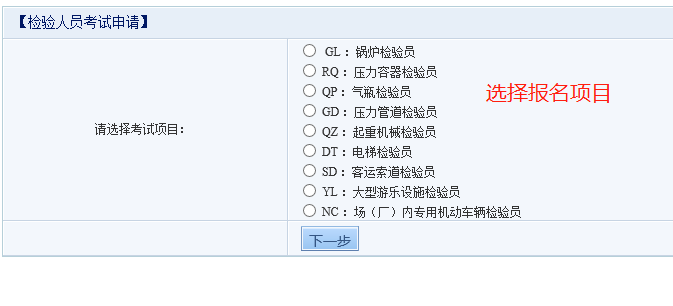 【检验人员考试申请】
请选择考试项目：
GL：锅炉检验员
RQ：压力容器检验员
QP：气瓶检验员
GD：压力管道检验员
QZ：起重机械检验员
DT：电梯检验员
SD：客运索道检验员
YL：大型游乐设施检验员
NC：场（厂）内专用机动车辆检验员
选择报名项目
下一步